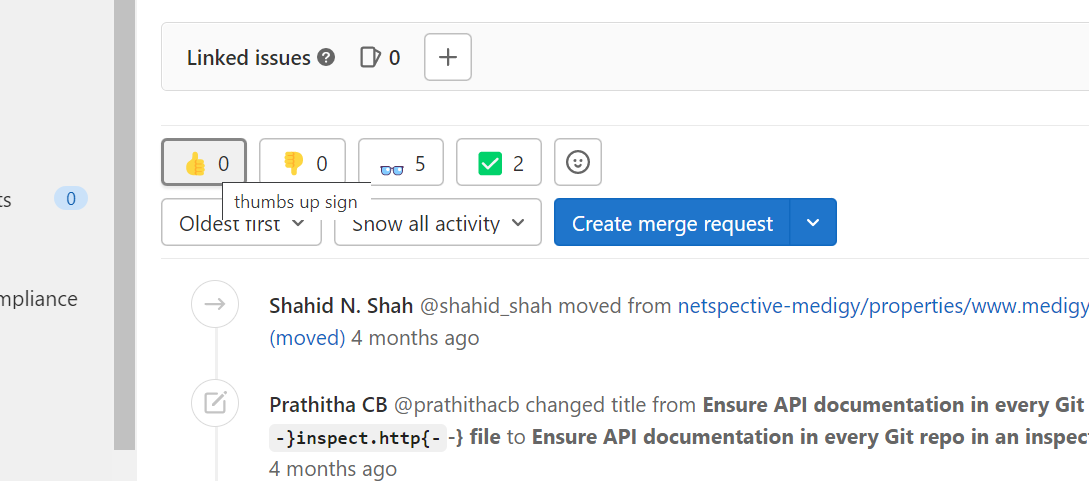 Linked issues ? 0 +
0 0 5 2
thumbs up sign
ts 0
Oldest first Show all activity Create merge request
mpliance
Shahid N. Shah @shahid_shah moved from netspective-medigy/properties/www.medigy
(moved) 4 months ago
Prathitha CB @prathithacb changed title from Ensure API documentation in every Git
-}inspect.http{--} file to Ensure API documentation in every Git repo in an inspect
4 months ago